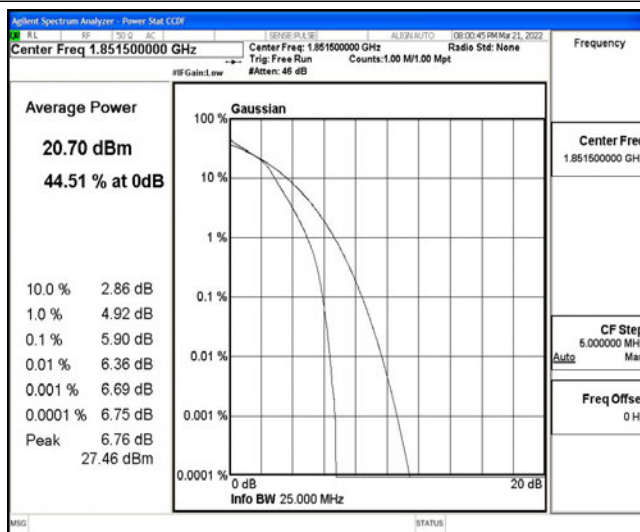 Agilent Spectrum Analyzer - Power Stat CCDF
RL RF 50 Ω AC SENSE:PULSE ALIGN AUTO 08:00:45 PM Mar 21, 2022
Center Freq 1.851500000 GHz
Center Freq: 1.851500000 GHz Radio Std: None
Trig: Free Run Counts:1.00 M/1.00 Mpt
#IFGain:Low #Atten: 46 dB
Frequency
Average Power
20.70 dBm
44.51 % at 0dB
10.0 % 2.86 dB
1.0 % 4.92 dB
0.1 % 5.90 dB
0.01 % 6.36 dB
0.001 % 6.69 dB
0.0001 % 6.75 dB
Peak 6.76 dB
27.46 dBm
Gaussian
100 %
10 %
1 %
0.1 %
0.01 %
0.001 %
0.0001 %
0 dB 20 dB
Info BW 25.000 MHz
Center Fre
1.851500000 GH
CF Step
5.000000 MH
Auto Ma
Freq Offse
0 H
MSG STATUS